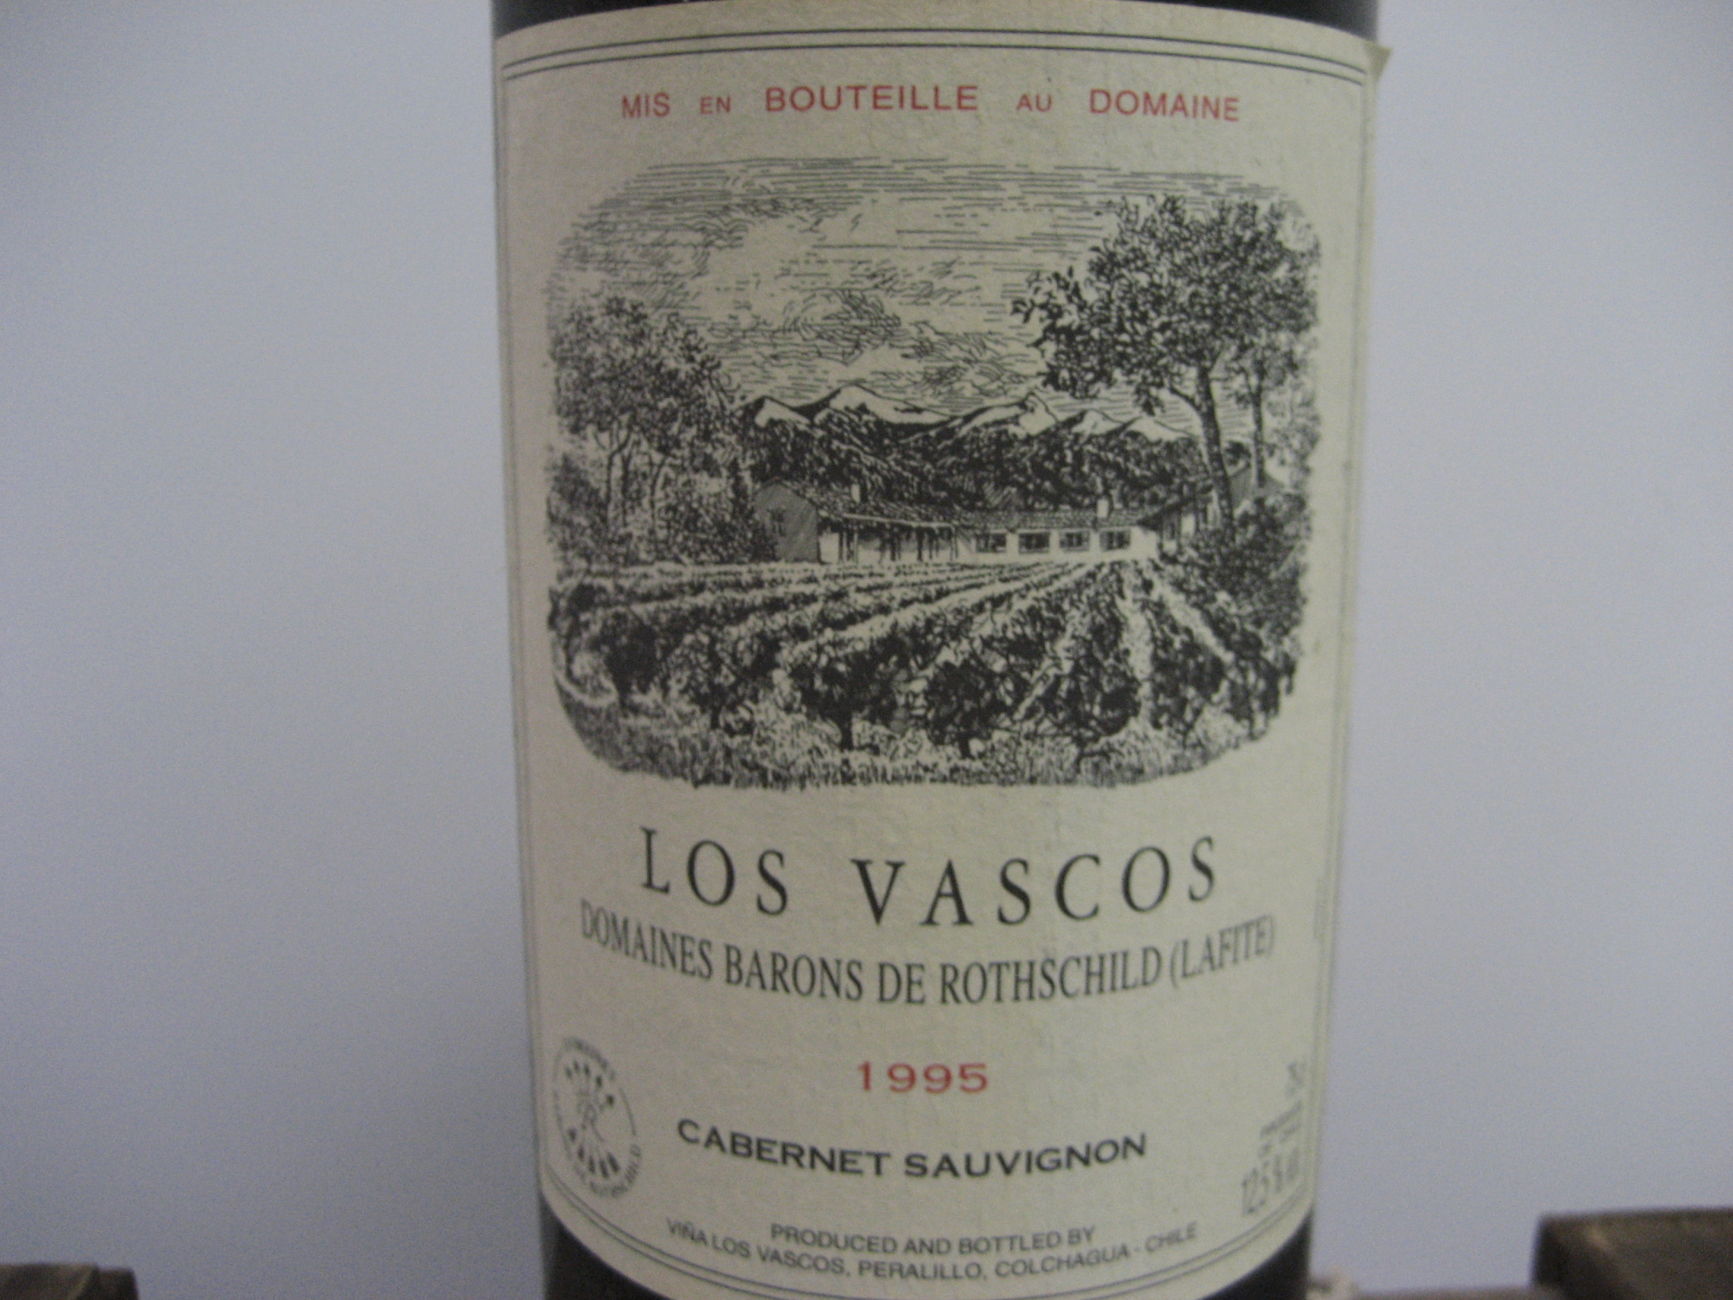 MIS EN BOUTEILLE AU DOMAINE
LOS VASCOS
DOMAINES BARONS DE ROTHSCHILD (LAFITE)
1995
CABERNET SAUVIGNON
12,5 % vol.
PRODUCED AND BOTTLED BY
VIÑA LOS VASCOS, PERALILLO, COLCHAGUA - CHILE